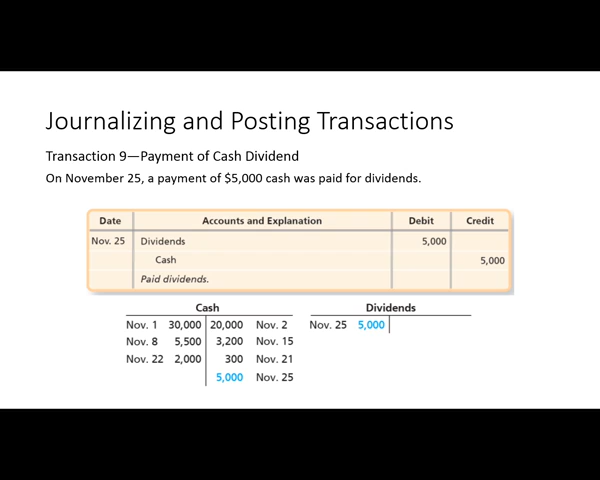 Journalizing and Posting Transactions
Transaction 9—Payment of Cash Dividend
On November 25, a payment of $5,000 cash was paid for dividends.
Date Accounts and Explanation Debit Credit
Nov. 25 Dividends 5,000
Cash 5,000
Paid dividends.
Cash Dividends
Nov. 1 30,000 20,000 Nov. 2 Nov. 25 5,000
Nov. 8 5,500 3,200 Nov. 15
Nov. 22 2,000 300 Nov. 21
5,000 Nov. 25